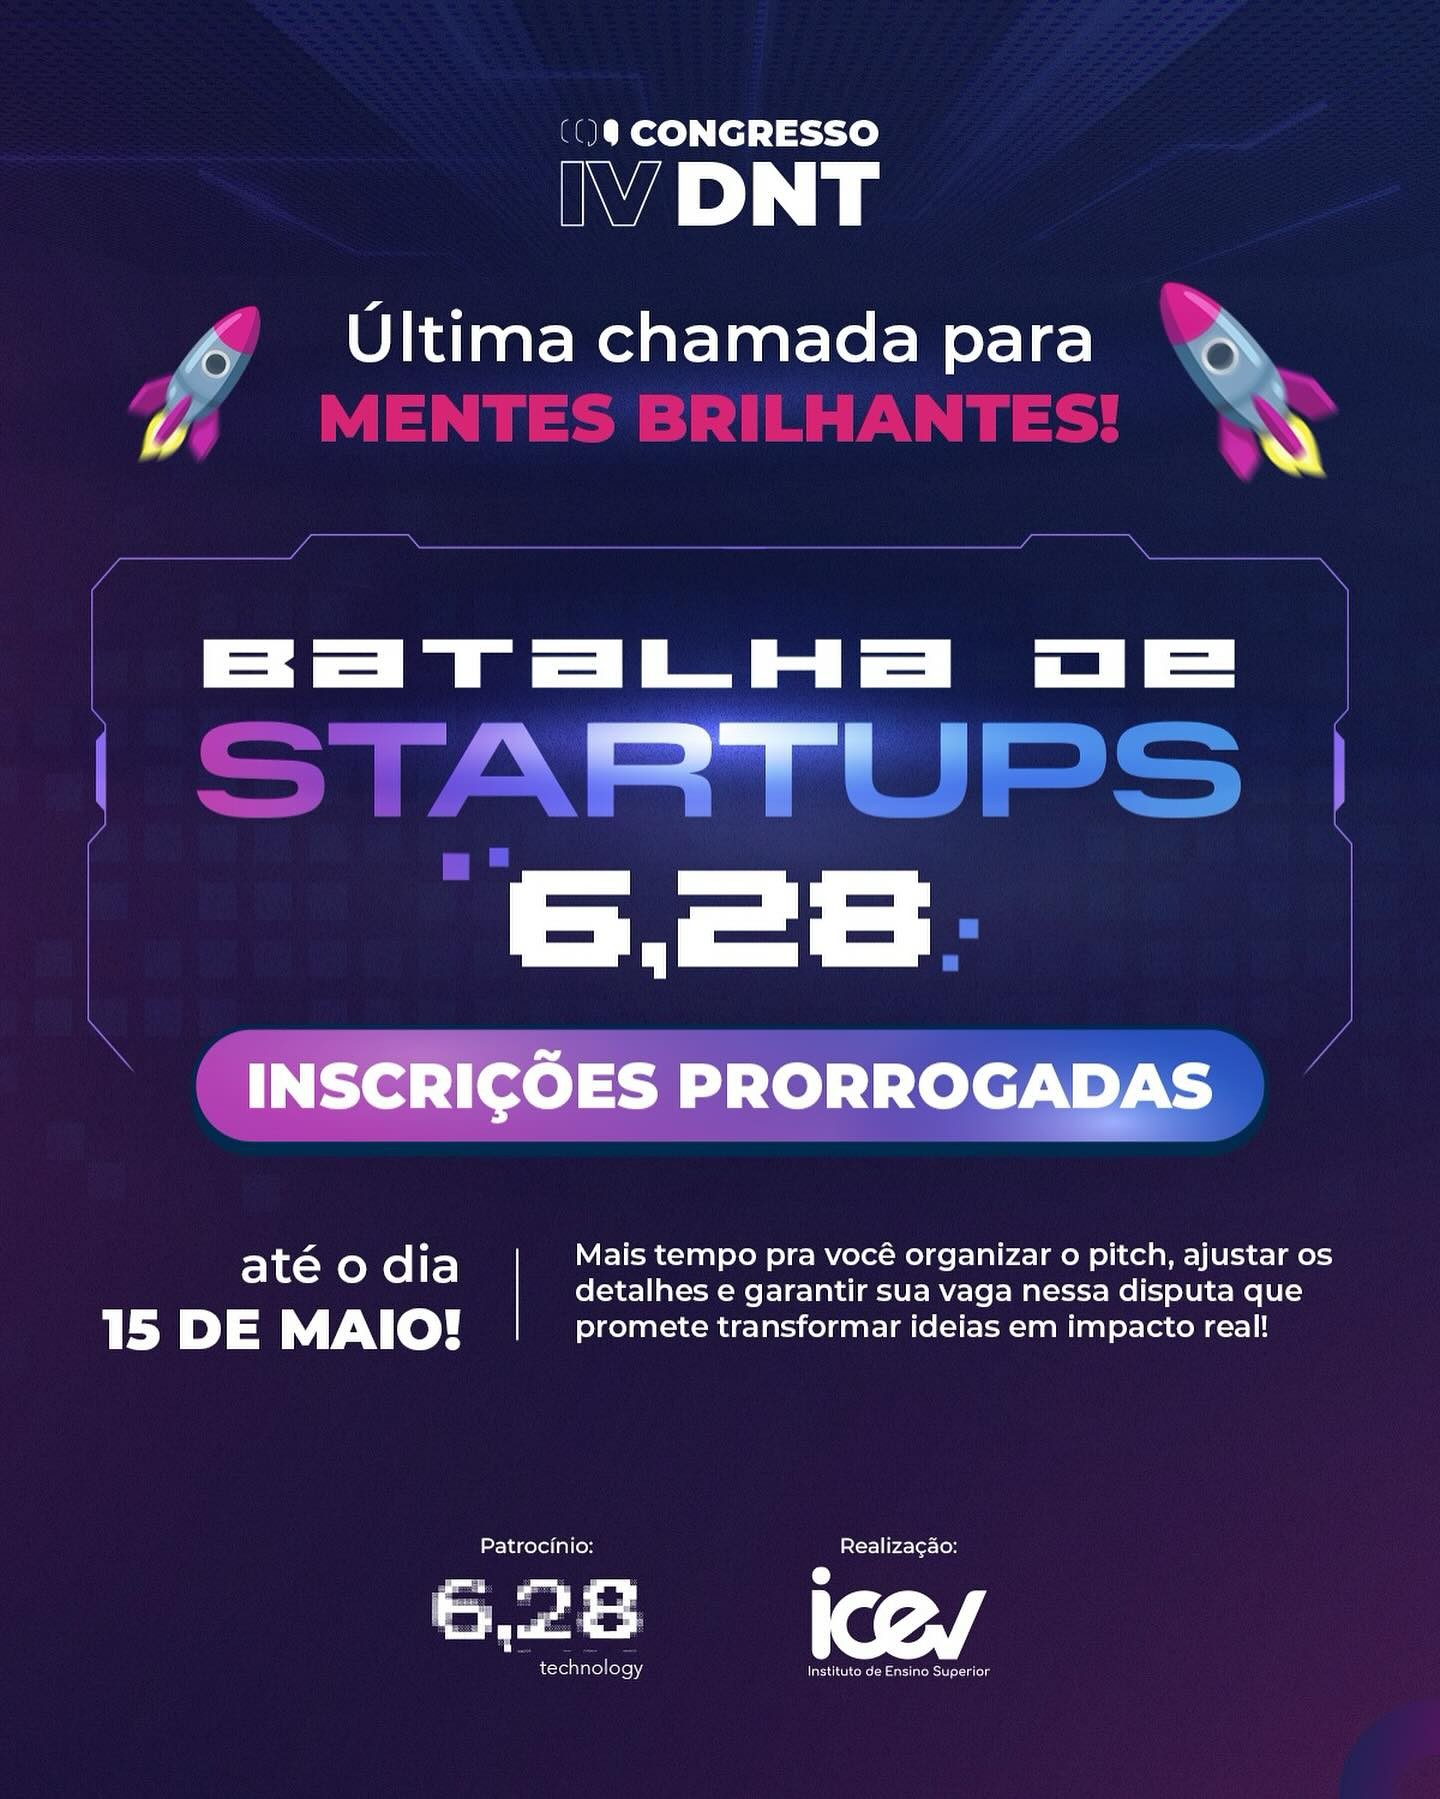 CONGRESSO
IV DNT
Última chamada para
MENTES BRILHANTES!
BATALHA DE
STARTUPS
6,28
INSCRIÇÕES PRORROGADAS
até o dia
15 DE MAIO!
Mais tempo pra você organizar o pitch, ajustar os
detalhes e garantir sua vaga nessa disputa que
promete transformar ideias em impacto real!
Patrocínio:
6,28
technology
Realização:
icev
Instituto de Ensino Superior